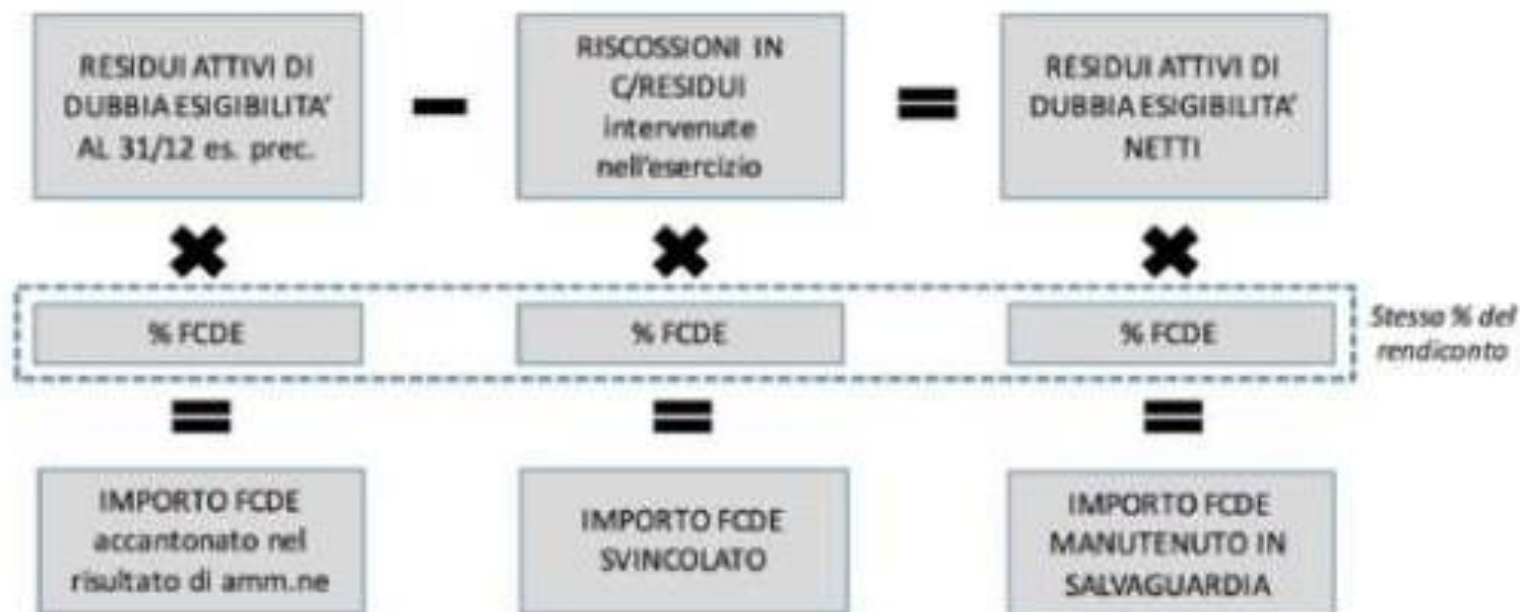 RESIDUI ATTIVI DI
DUBBIA ESIGIBILITA'
AL 31/12 es. prec.
RISCOSSIONI IN
C/RESIDUI
intervenute
nell'esercizio
RESIDUI ATTIVI DI
DUBBIA ESIGIBILITA'
NETTI
% FCDE
% FCDE
% FCDE
Stessa % del
rendiconto
IMPORTO FCDE
accantonato nel
risultato di amm.ne
IMPORTO FCDE
SVINCOLATO
IMPORTO FCDE
MANUTENUTO IN
SALVAGUARDIA